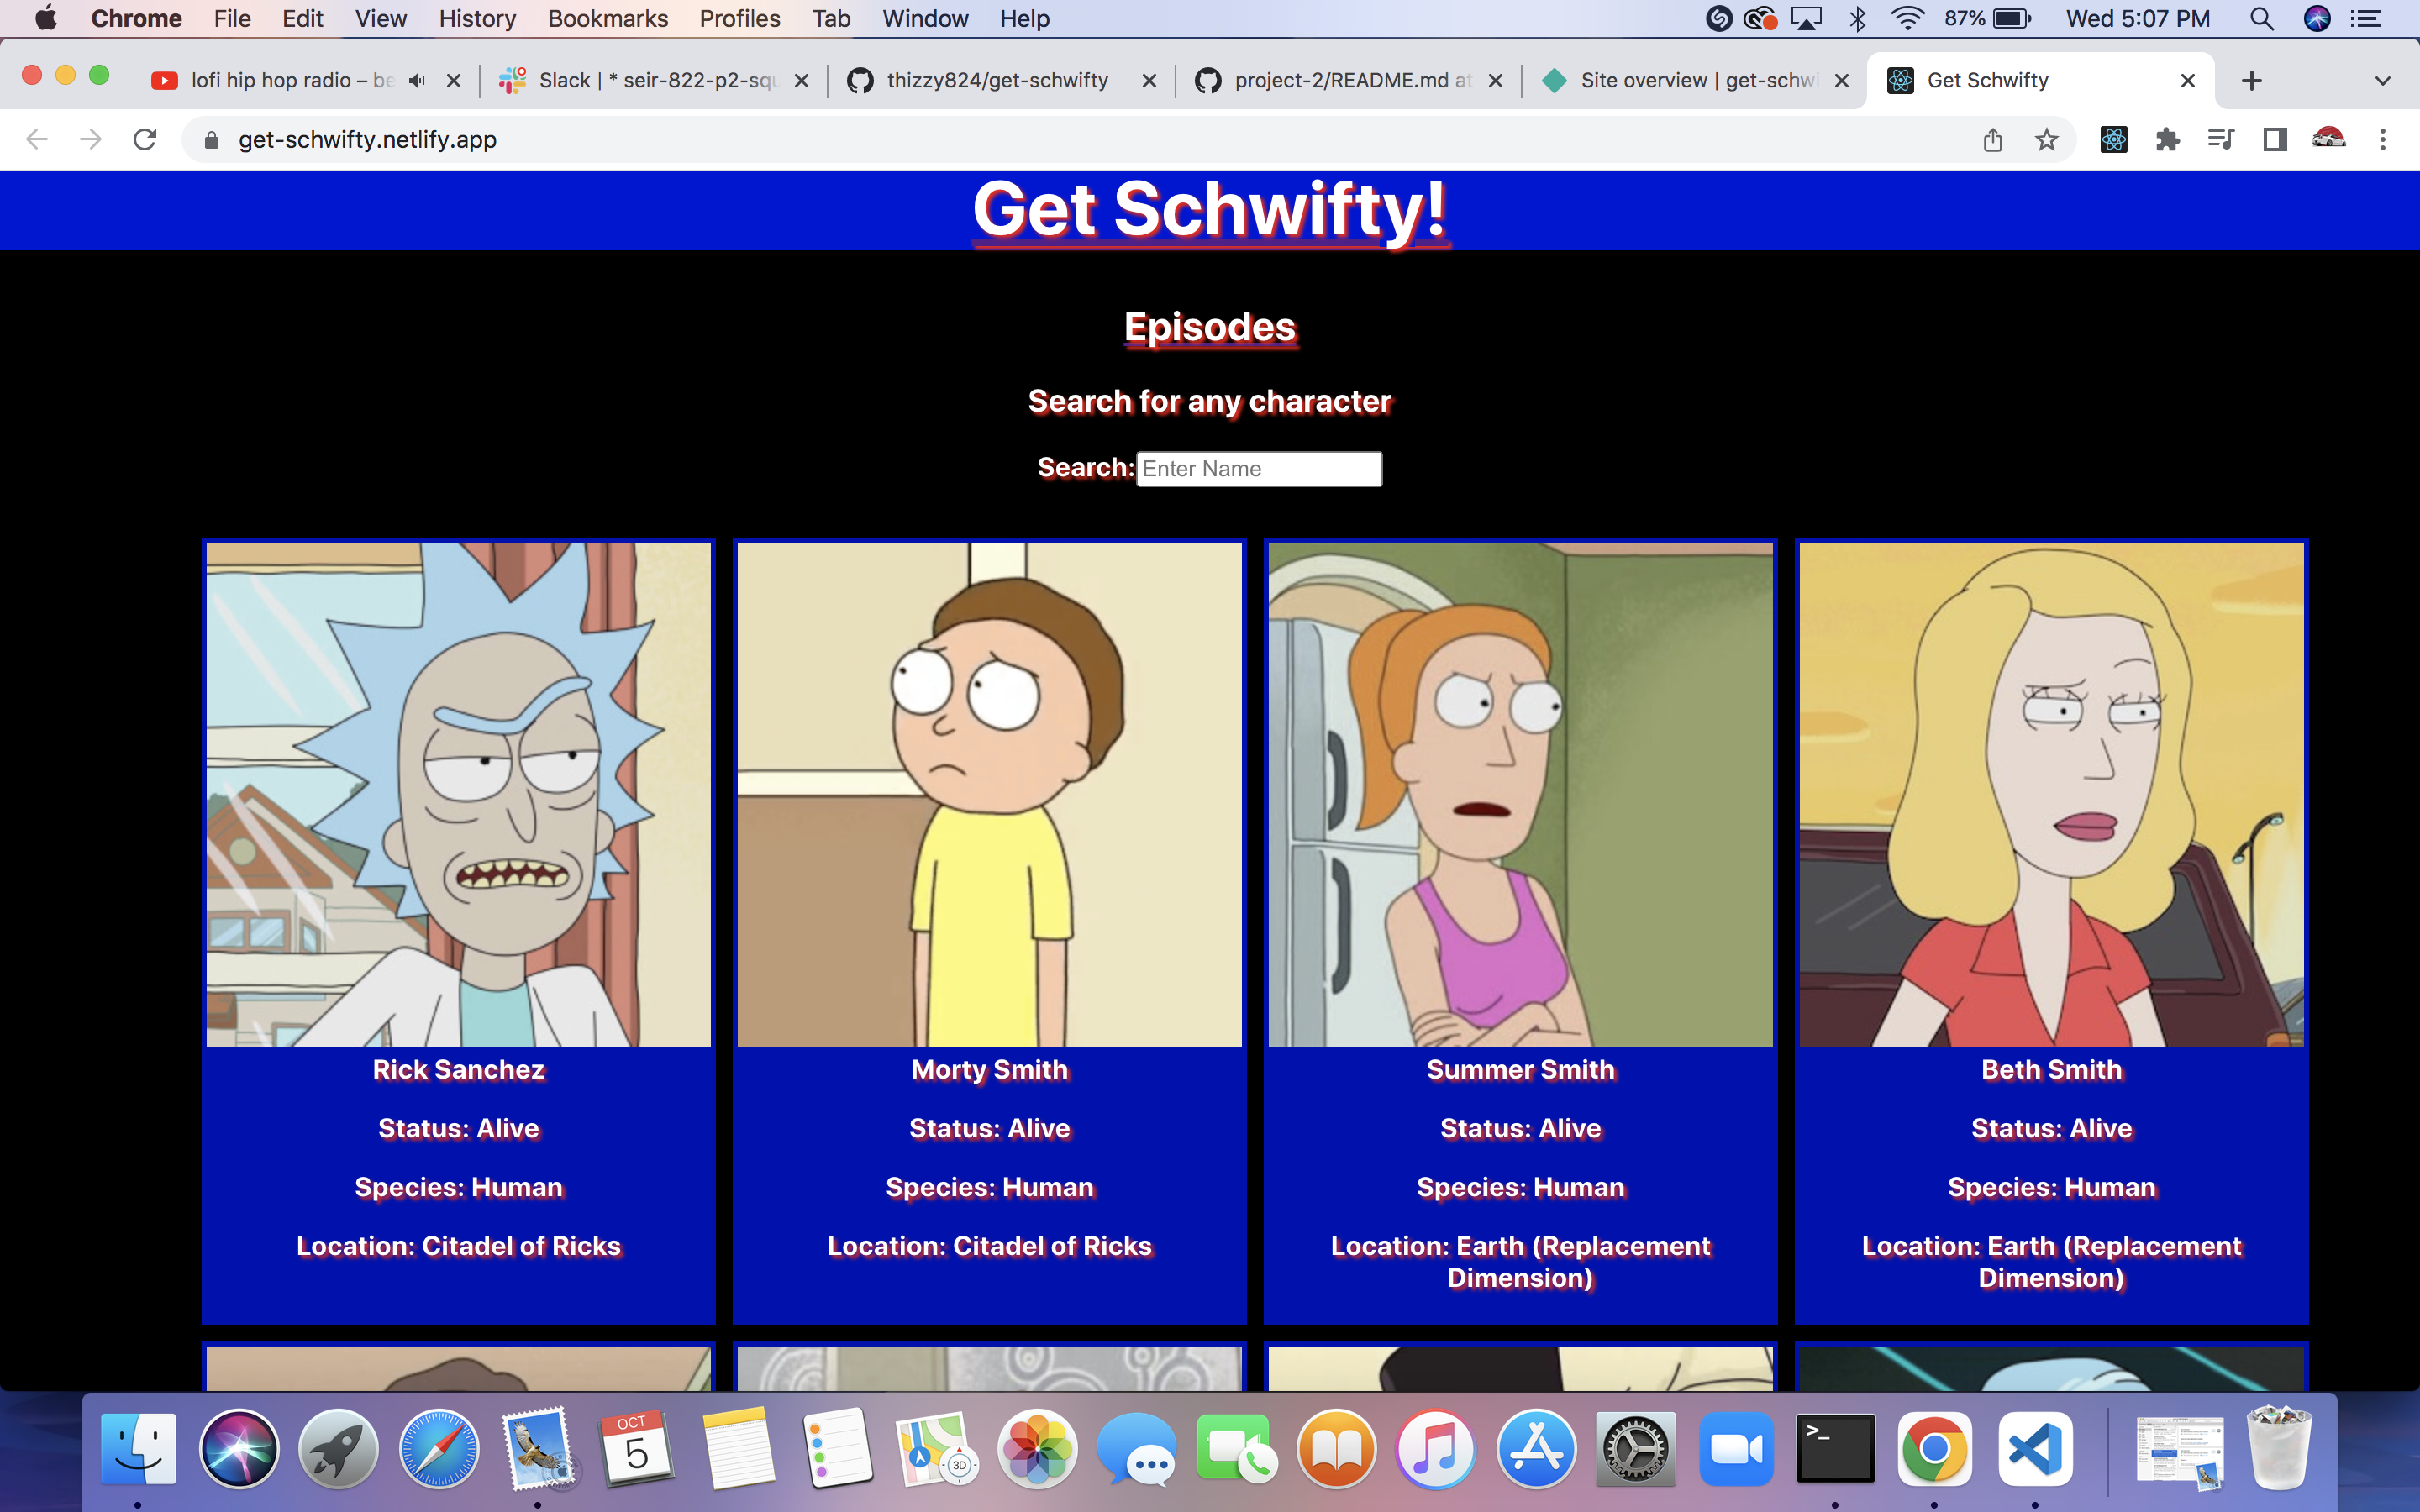 Chrome File Edit View History Bookmarks Profiles Tab Window Help 87% Wed 5:07 PM
lofi hip hop radio – be Slack | * seir-822-p2-squ thizzy824/get-schwifty project-2/README.md at Site overview | get-schwi Get Schwifty
get-schwifty.netlify.app
Get Schwifty!
Episodes
Search for any character
Search: Enter Name
Rick Sanchez Morty Smith Summer Smith Beth Smith
Status: Alive Status: Alive Status: Alive Status: Alive
Species: Human Species: Human Species: Human Species: Human
Location: Citadel of Ricks Location: Citadel of Ricks Location: Earth (Replacement Location: Earth (Replacement
Dimension) Dimension)
OCT
5
3D
>_